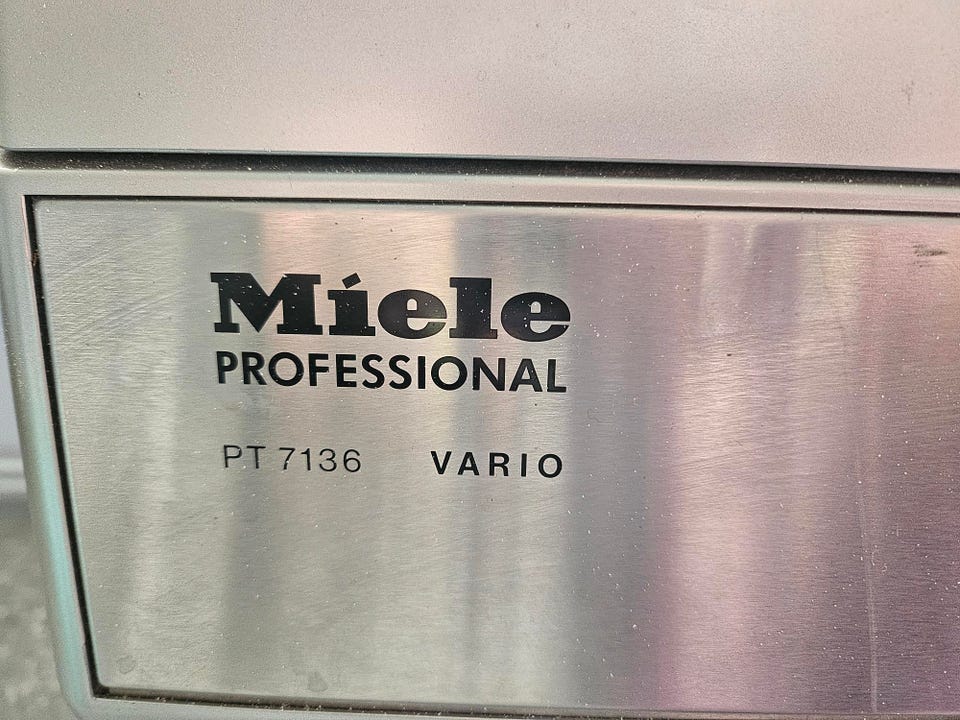 Miele
PROFESSIONAL
PT 7136 VARIO